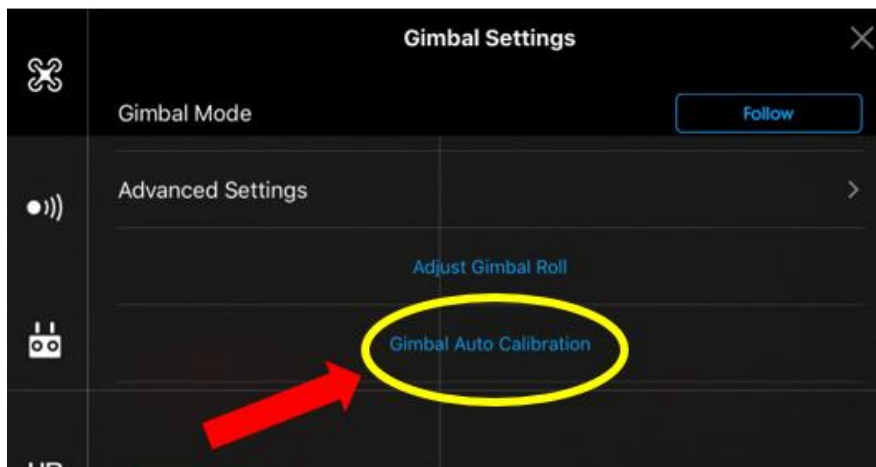 Gimbal Settings
Gimbal Mode
Follow
Advanced Settings
Adjust Gimbal Roll
Gimbal Auto Calibration